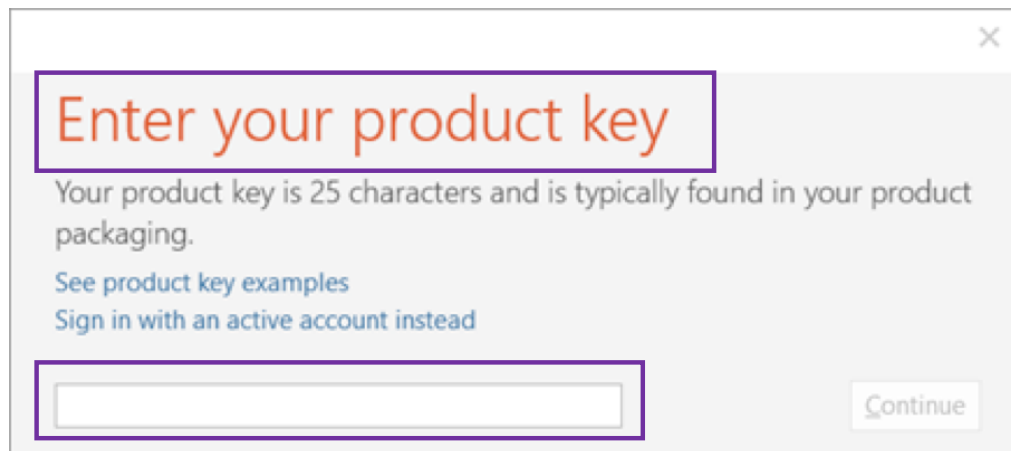 Enter your product key
Your product key is 25 characters and is typically found in your product
packaging.
See product key examples
Sign in with an active account instead
Continue